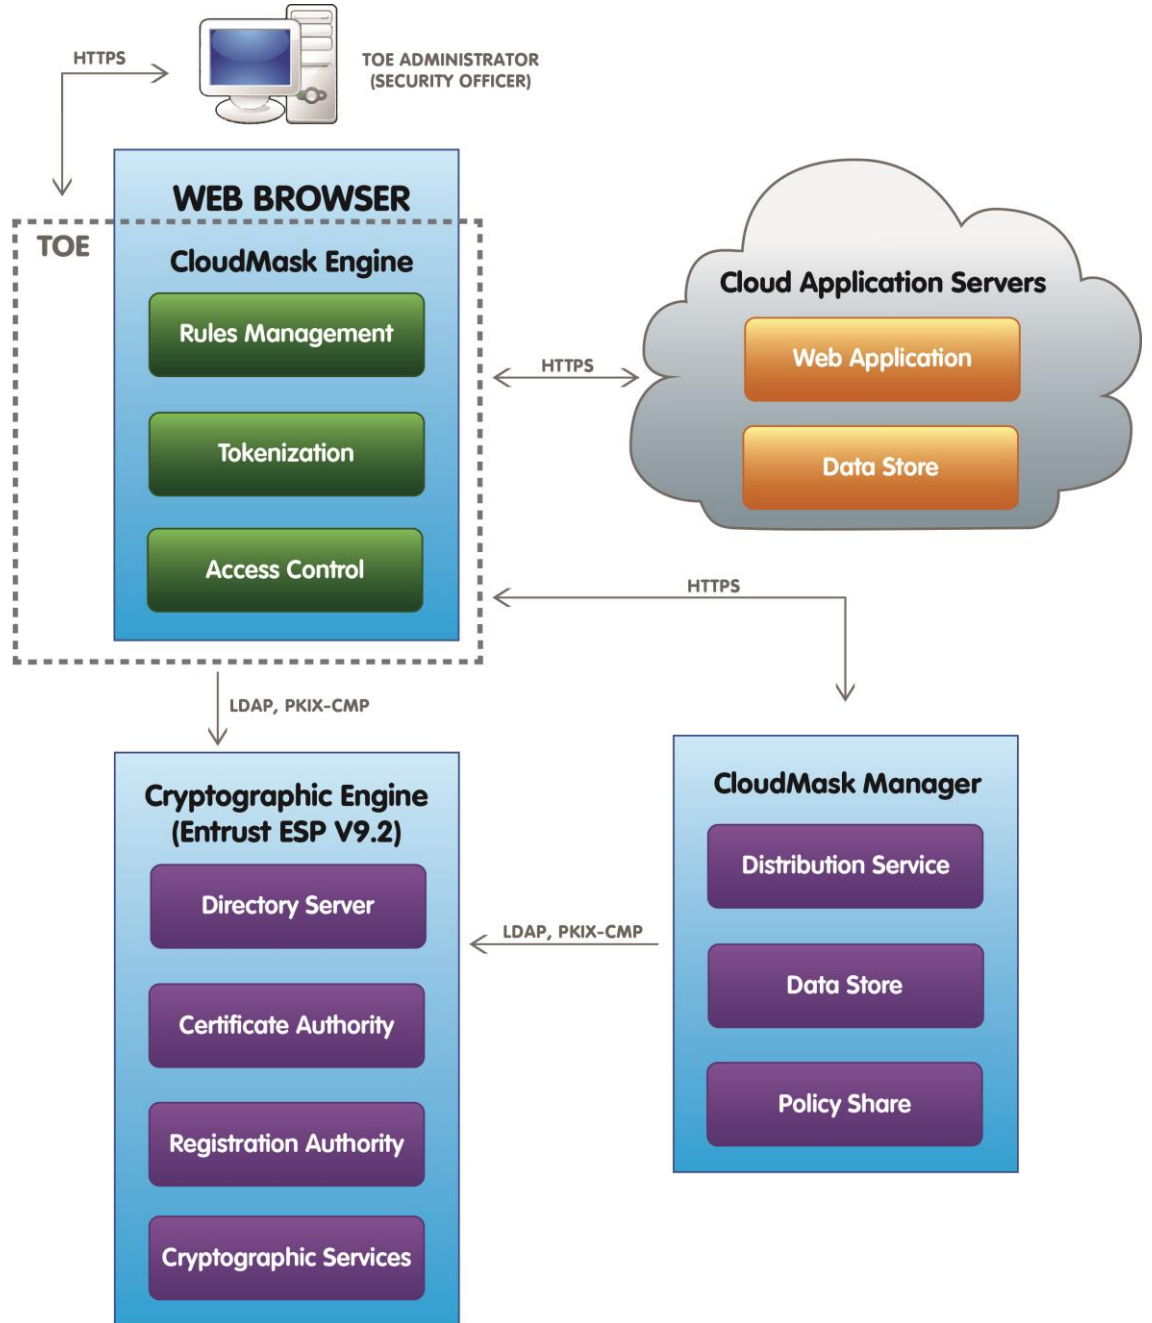 HTTPS
TOE ADMINISTRATOR
(SECURITY OFFICER)
WEB BROWSER
TOE
CloudMask Engine
Rules Management
Tokenization
Access Control
HTTPS
Cloud Application Servers
Web Application
Data Store
HTTPS
LDAP, PKIX-CMP
Cryptographic Engine
(Entrust ESP V9.2)
Directory Server
Certificate Authority
Registration Authority
Cryptographic Services
LDAP, PKIX-CMP
CloudMask Manager
Distribution Service
Data Store
Policy Share